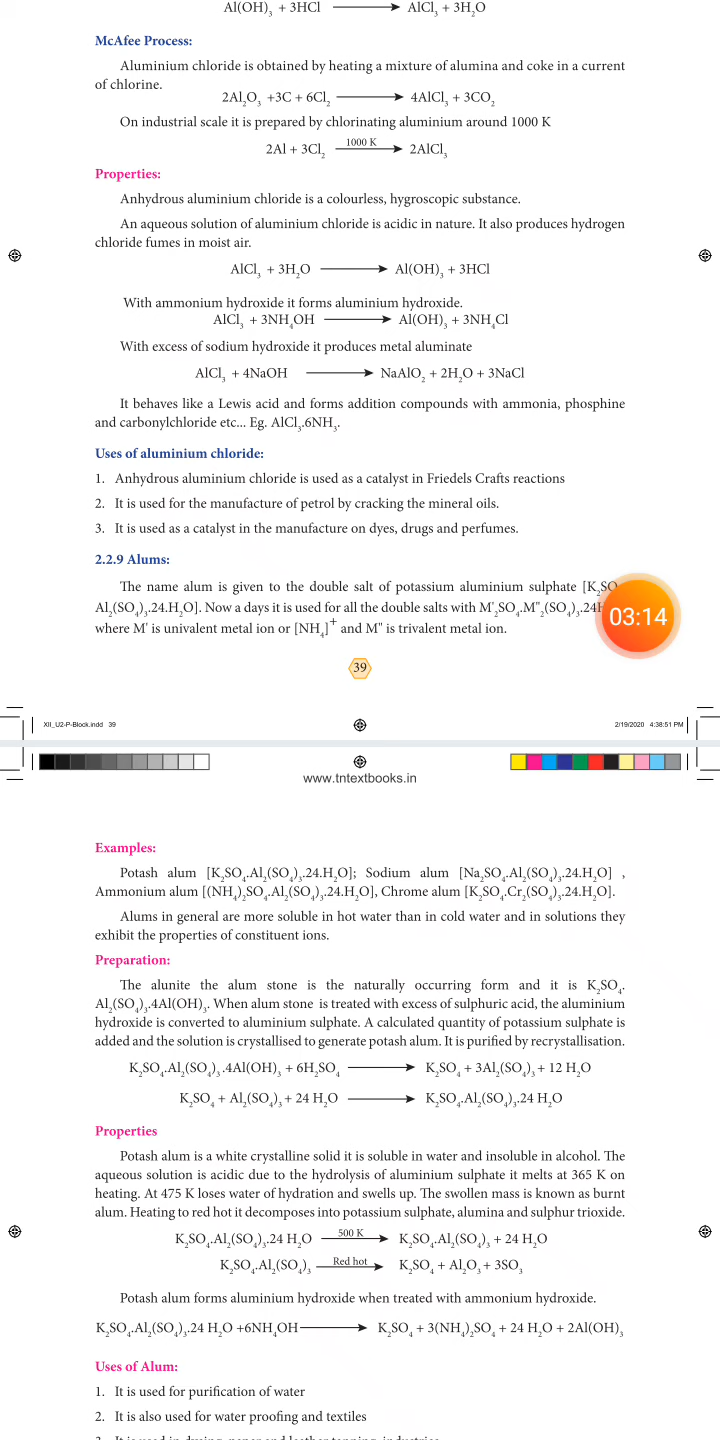 Al(OH)₃ + 3HCl ⟶ AlCl₃ + 3H₂O
McAfee Process:
Aluminium chloride is obtained by heating a mixture of alumina and coke in a current
of chlorine.
2Al₂O₃ +3C + 6Cl₂ ⟶ 4AlCl₃ + 3CO₂
On industrial scale it is prepared by chlorinating aluminium around 1000 K
2Al + 3Cl₂ —1000 K→ 2AlCl₃
Properties:
Anhydrous aluminium chloride is a colourless, hygroscopic substance.
An aqueous solution of aluminium chloride is acidic in nature. It also produces hydrogen
chloride fumes in moist air.
AlCl₃ + 3H₂O ⟶ Al(OH)₃ + 3HCl
With ammonium hydroxide it forms aluminium hydroxide.
AlCl₃ + 3NH₄OH ⟶ Al(OH)₃ + 3NH₄Cl
With excess of sodium hydroxide it produces metal aluminate
AlCl₃ + 4NaOH ⟶ NaAlO₂ + 2H₂O + 3NaCl
It behaves like a Lewis acid and forms addition compounds with ammonia, phosphine
and carbonylchloride etc... Eg. AlCl₃.6NH₃.
Uses of aluminium chloride:
1. Anhydrous aluminium chloride is used as a catalyst in Friedels Crafts reactions
2. It is used for the manufacture of petrol by cracking the mineral oils.
3. It is used as a catalyst in the manufacture on dyes, drugs and perfumes.
2.2.9 Alums:
The name alum is given to the double salt of potassium aluminium sulphate [K₂SO
Al₂(SO₄)₃.24.H₂O]. Now a days it is used for all the double salts with M'₂SO₄.M"₂(SO₄)₃.24H
03:14
where M' is univalent metal ion or [NH₄]⁺ and M" is trivalent metal ion.
39
XII_U2-P-Block.indd 39
2/19/2020 4:38:51 PM
www.tntextbooks.in
Examples:
Potash alum [K₂SO₄.Al₂(SO₄)₃.24.H₂O]; Sodium alum [Na₂SO₄.Al₂(SO₄)₃.24.H₂O] ,
Ammonium alum [(NH₄)₂SO₄.Al₂(SO₄)₃.24.H₂O], Chrome alum [K₂SO₄.Cr₂(SO₄)₃.24.H₂O].
Alums in general are more soluble in hot water than in cold water and in solutions they
exhibit the properties of constituent ions.
Preparation:
The alunite the alum stone is the naturally occurring form and it is K₂SO₄.
Al₂(SO₄)₃.4Al(OH)₃. When alum stone is treated with excess of sulphuric acid, the aluminium
hydroxide is converted to aluminium sulphate. A calculated quantity of potassium sulphate is
added and the solution is crystallised to generate potash alum. It is purified by recrystallisation.
K₂SO₄.Al₂(SO₄)₃ .4Al(OH)₃ + 6H₂SO₄ ⟶ K₂SO₄ + 3Al₂(SO₄)₃ + 12 H₂O
K₂SO₄ + Al₂(SO₄)₃ + 24 H₂O ⟶ K₂SO₄.Al₂(SO₄)₃.24 H₂O
Properties
Potash alum is a white crystalline solid it is soluble in water and insoluble in alcohol. The
aqueous solution is acidic due to the hydrolysis of aluminium sulphate it melts at 365 K on
heating. At 475 K loses water of hydration and swells up. The swollen mass is known as burnt
alum. Heating to red hot it decomposes into potassium sulphate, alumina and sulphur trioxide.
K₂SO₄.Al₂(SO₄)₃.24 H₂O —500 K→ K₂SO₄.Al₂(SO₄)₃ + 24 H₂O
K₂SO₄.Al₂(SO₄)₃ —Red hot→ K₂SO₄ + Al₂O₃ + 3SO₃
Potash alum forms aluminium hydroxide when treated with ammonium hydroxide.
K₂SO₄.Al₂(SO₄)₃.24 H₂O +6NH₄OH ⟶ K₂SO₄ + 3(NH₄)₂SO₄ + 24 H₂O + 2Al(OH)₃
Uses of Alum:
1. It is used for purification of water
2. It is also used for water proofing and textiles